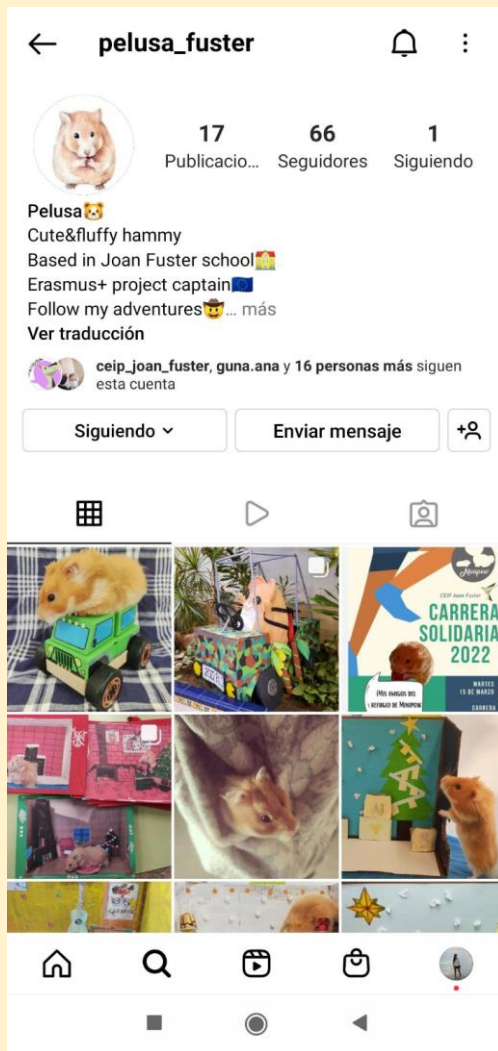 pelusa_fuster
17 66 1
Publicacio... Seguidores Siguiendo
Pelusa🐹
Cute&fluffy hammy
Based in Joan Fuster school🏫
Erasmus+ project captain🇪🇺
Follow my adventures🤠... más
Ver traducción
ceip_joan_fuster, guna.ana y 16 personas más siguen
esta cuenta
Siguiendo
Enviar mensaje
Minipow
CEIP Joan Fuster
CARRERA
SOLIDARIA
2022
MARTES
15 DE MARZO
CARRERA
¡MIS AMIGOS DEL
REFUGIO DE MINIPOW